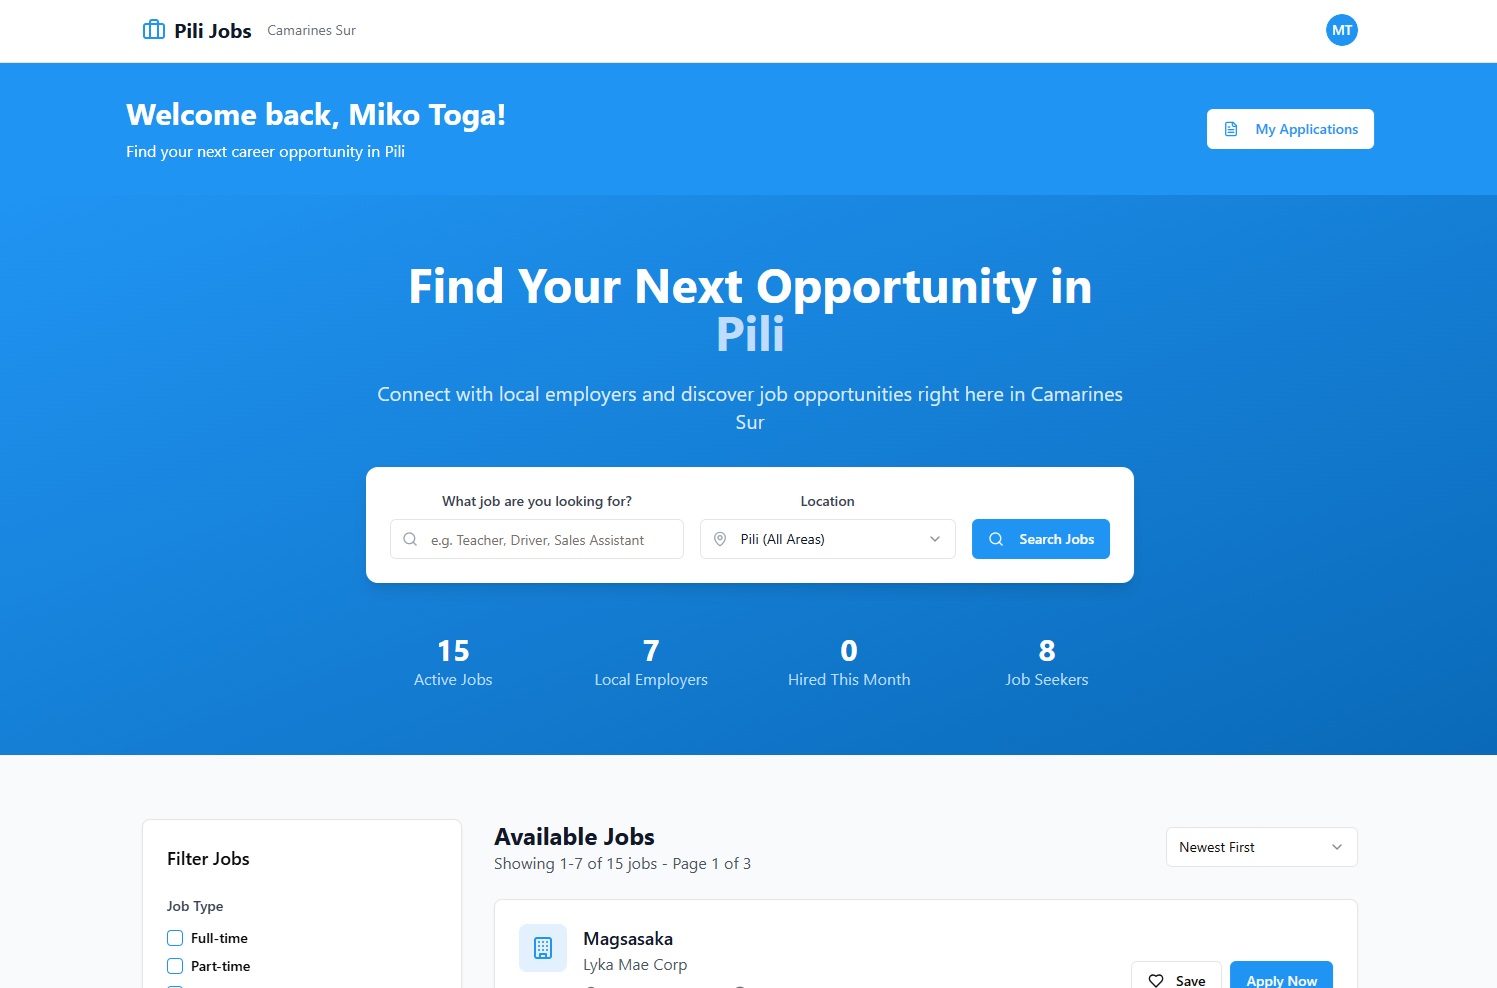 Pili Jobs Camarines Sur
MT
Welcome back, Miko Toga!
Find your next career opportunity in Pili
My Applications
Find Your Next Opportunity in
Pili
Connect with local employers and discover job opportunities right here in Camarines
Sur
What job are you looking for?
Location
e.g. Teacher, Driver, Sales Assistant
Pili (All Areas)
Search Jobs
15
Active Jobs
7
Local Employers
0
Hired This Month
8
Job Seekers
Filter Jobs
Job Type
Full-time
Part-time
Available Jobs
Showing 1-7 of 15 jobs - Page 1 of 3
Newest First
Magsasaka
Lyka Mae Corp
Save
Apply Now